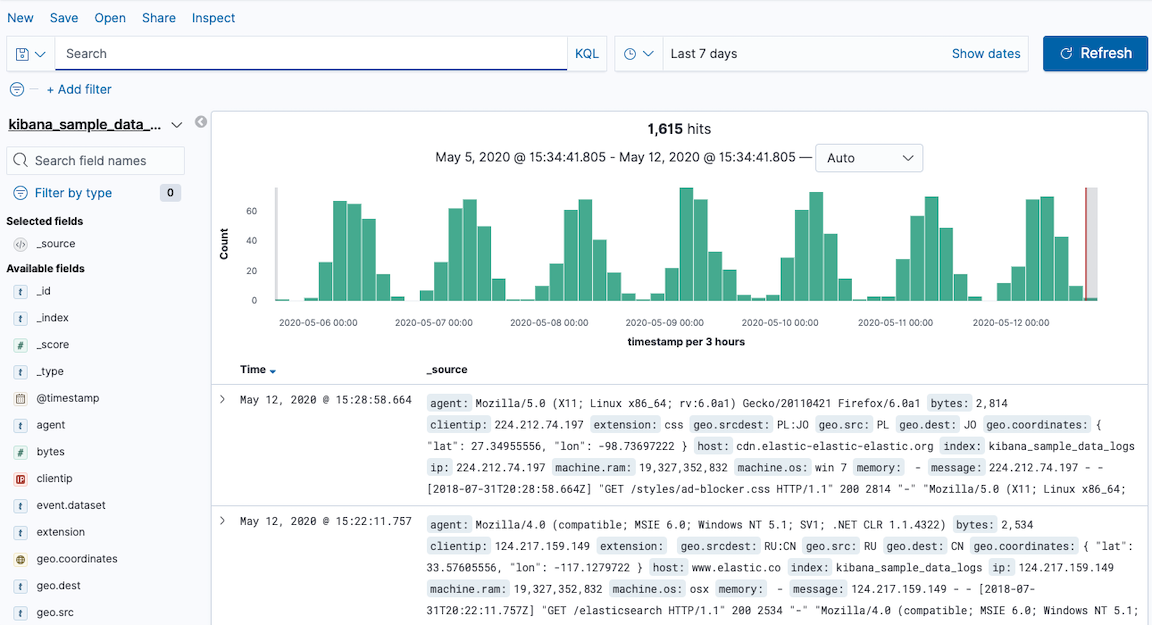 New Save Open Share Inspect
Search KQL Last 7 days Show dates Refresh
+ Add filter
kibana_sample_data_...
Search field names
Filter by type 0
Selected fields
_source
Available fields
t _id
t _index
# _score
t _type
@timestamp
t agent
# bytes
IP clientip
t event.dataset
t extension
geo.coordinates
t geo.dest
t geo.src
1,615 hits
May 5, 2020 @ 15:34:41.805 - May 12, 2020 @ 15:34:41.805 — Auto
Count
60
40
20
0
2020-05-06 00:00 2020-05-07 00:00 2020-05-08 00:00 2020-05-09 00:00 2020-05-10 00:00 2020-05-11 00:00 2020-05-12 00:00
timestamp per 3 hours
Time _source
May 12, 2020 @ 15:28:58.664 agent: Mozilla/5.0 (X11; Linux x86_64; rv:6.0a1) Gecko/20110421 Firefox/6.0a1 bytes: 2,814
clientip: 224.212.74.197 extension: css geo.srcdest: PL:JO geo.src: PL geo.dest: JO geo.coordinates: {
"lat": 27.34955556, "lon": -98.73697222 } host: cdn.elastic-elastic-elastic.org index: kibana_sample_data_logs
ip: 224.212.74.197 machine.ram: 19,327,352,832 machine.os: win 7 memory: - message: 224.212.74.197 - -
[2018-07-31T20:28:58.664Z] "GET /styles/ad-blocker.css HTTP/1.1" 200 2814 "-" "Mozilla/5.0 (X11; Linux x86_64;
May 12, 2020 @ 15:22:11.757 agent: Mozilla/4.0 (compatible; MSIE 6.0; Windows NT 5.1; SV1; .NET CLR 1.1.4322) bytes: 2,534
clientip: 124.217.159.149 extension: geo.srcdest: RU:CN geo.src: RU geo.dest: CN geo.coordinates: { "lat":
33.57605556, "lon": -117.1279722 } host: www.elastic.co index: kibana_sample_data_logs ip: 124.217.159.149
machine.ram: 19,327,352,832 machine.os: osx memory: - message: 124.217.159.149 - - [2018-07-
31T20:22:11.757Z] "GET /elasticsearch HTTP/1.1" 200 2534 "-" "Mozilla/4.0 (compatible; MSIE 6.0; Windows NT 5.1;